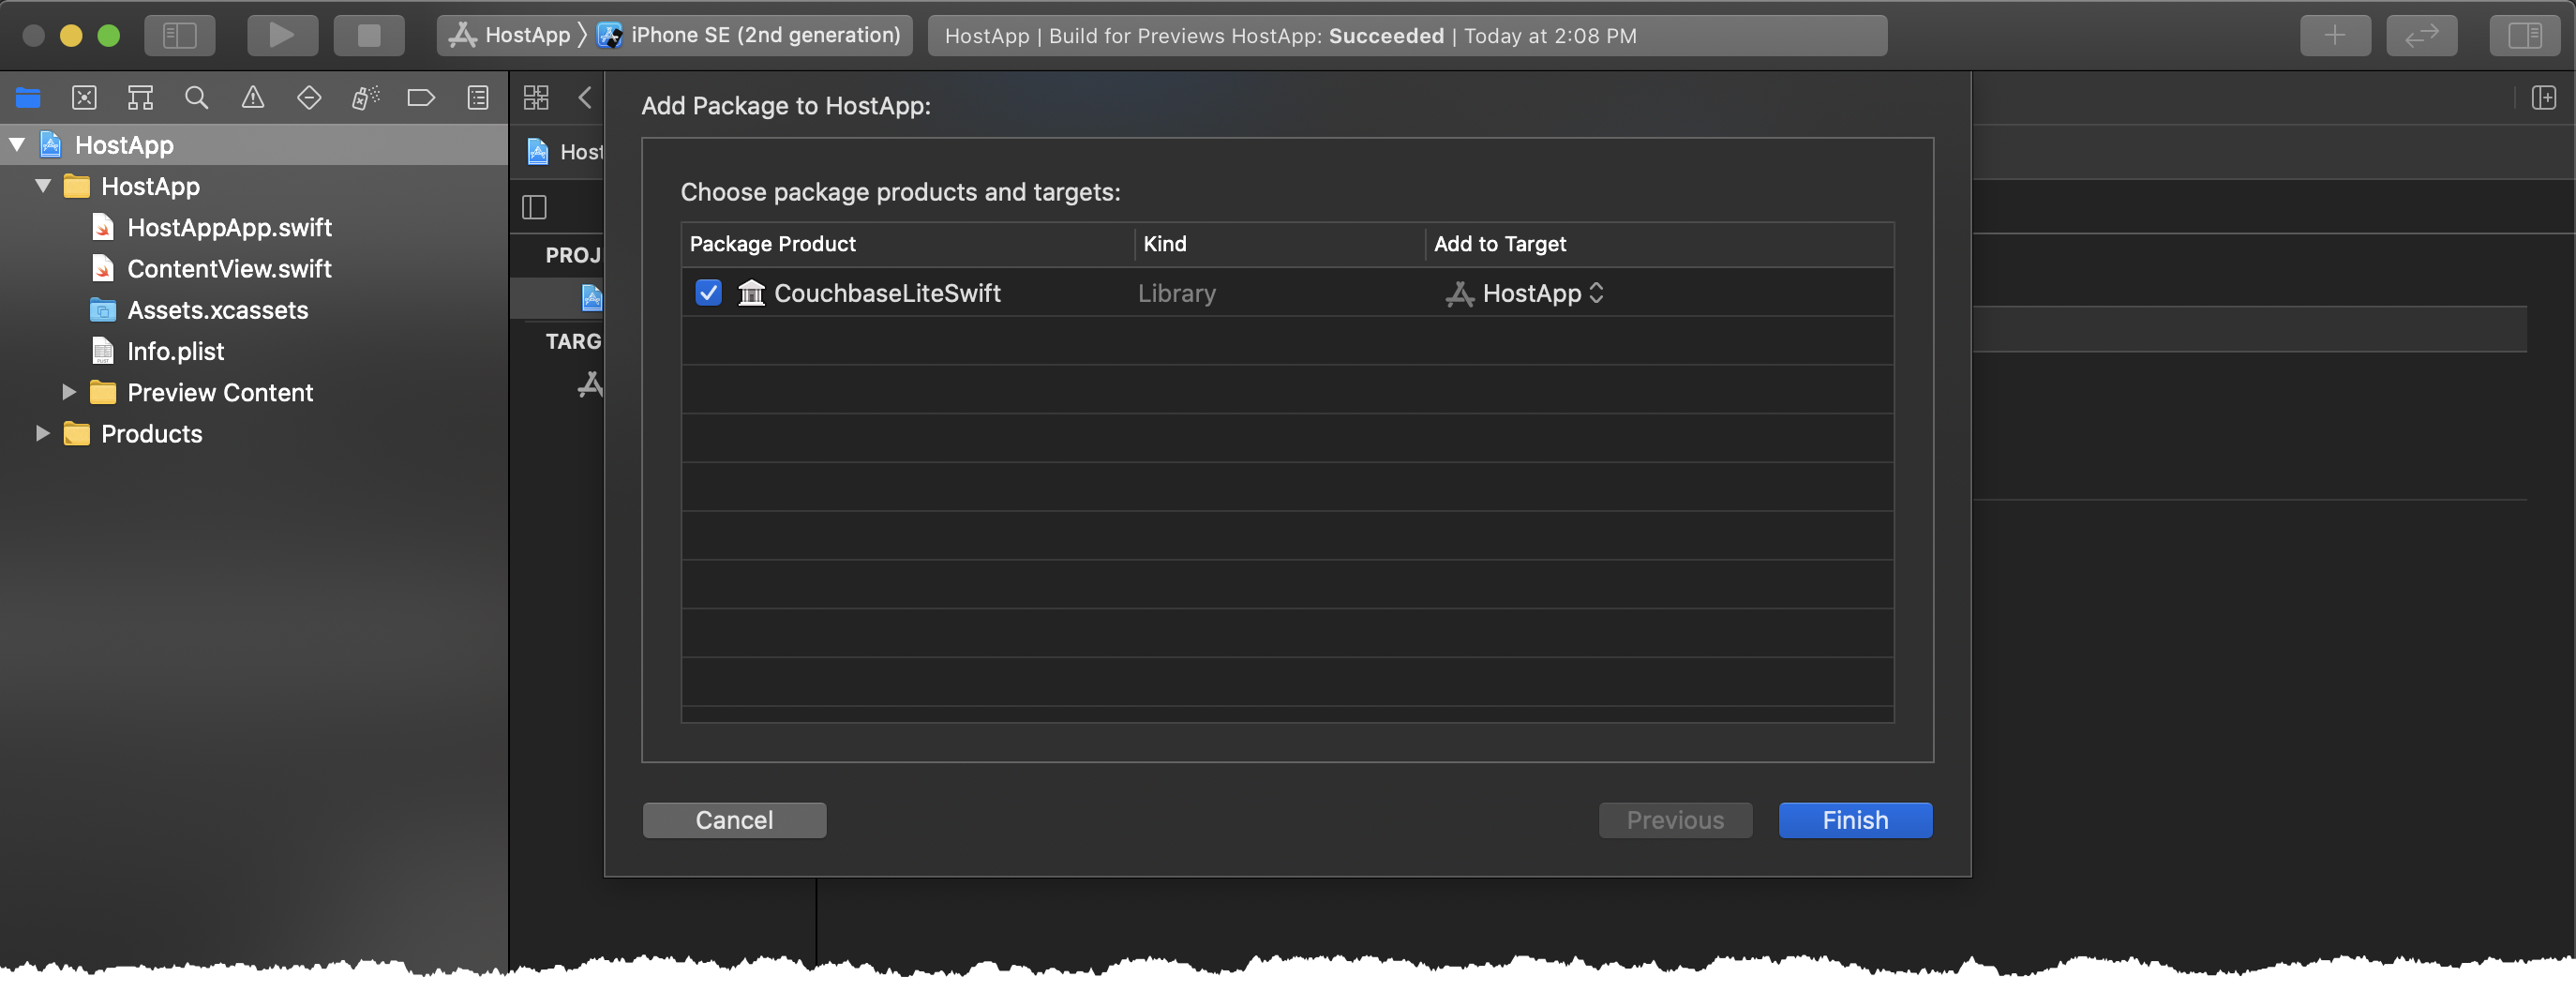 HostApp
iPhone SE (2nd generation)
HostApp | Build for Previews HostApp: Succeeded | Today at 2:08 PM
HostApp
HostApp
HostAppApp.swift
ContentView.swift
Assets.xcassets
Info.plist
Preview Content
Products
Host
PROJ
TARG
Add Package to HostApp:
Choose package products and targets:
Package Product Kind Add to Target
CouchbaseLiteSwift Library HostApp
Cancel Previous Finish